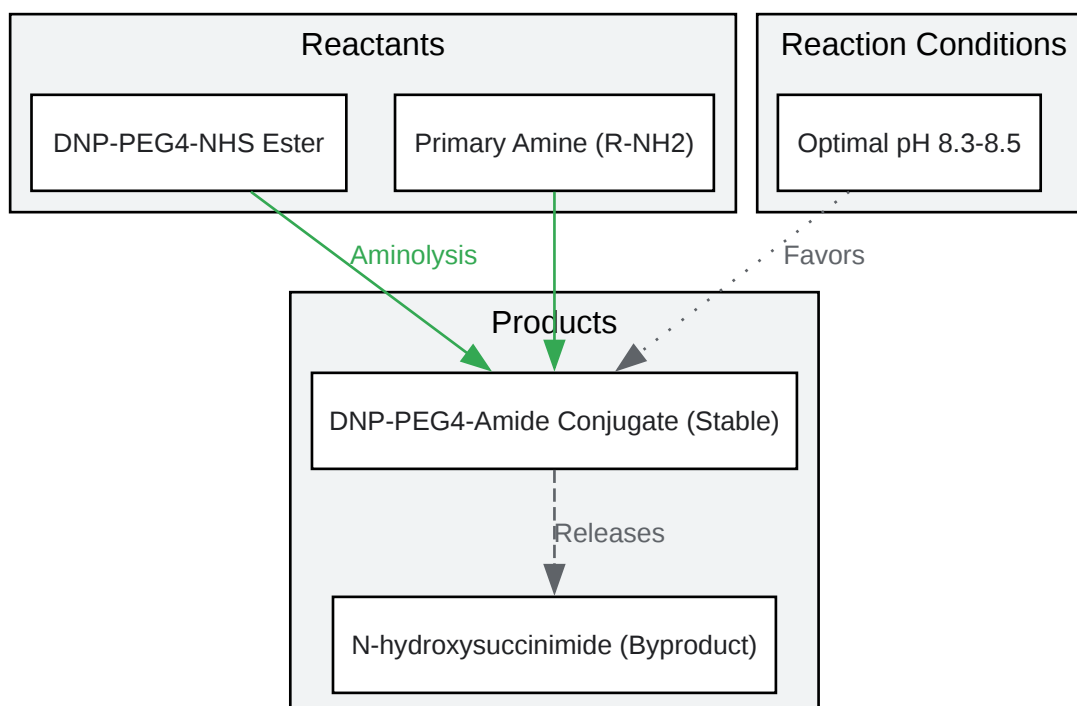 Reactants
Reaction Conditions
DNP-PEG4-NHS Ester
Primary Amine (R-NH2)
Optimal pH 8.3-8.5
Aminolysis
Favors
Products
DNP-PEG4-Amide Conjugate (Stable)
Releases
N-hydroxysuccinimide (Byproduct)